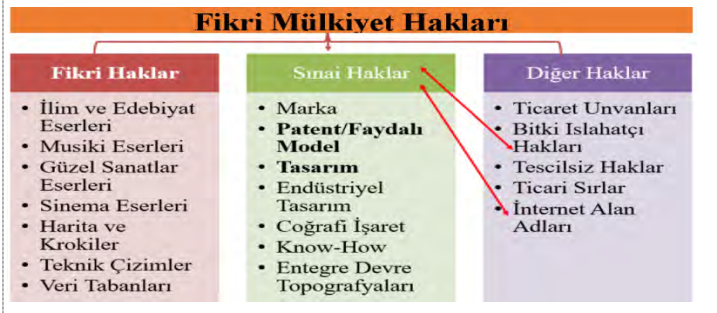 Fikri Mülkiyet Hakları
Fikri Haklar
• İlim ve Edebiyat
Eserleri
• Musiki Eserleri
• Güzel Sanatlar
Eserleri
• Sinema Eserleri
• Harita ve
Krokiler
• Teknik Çizimler
• Veri Tabanları
Sınai Haklar
• Marka
• Patent/Faydalı
Model
• Tasarım
• Endüstriyel
Tasarım
• Coğrafi İşaret
• Know-How
• Entegre Devre
Topografyaları
Diğer Haklar
• Ticaret Unvanları
• Bitki Islahatçı
Hakları
• Tescilsiz Haklar
• Ticari Sırlar
• İnternet Alan
Adları